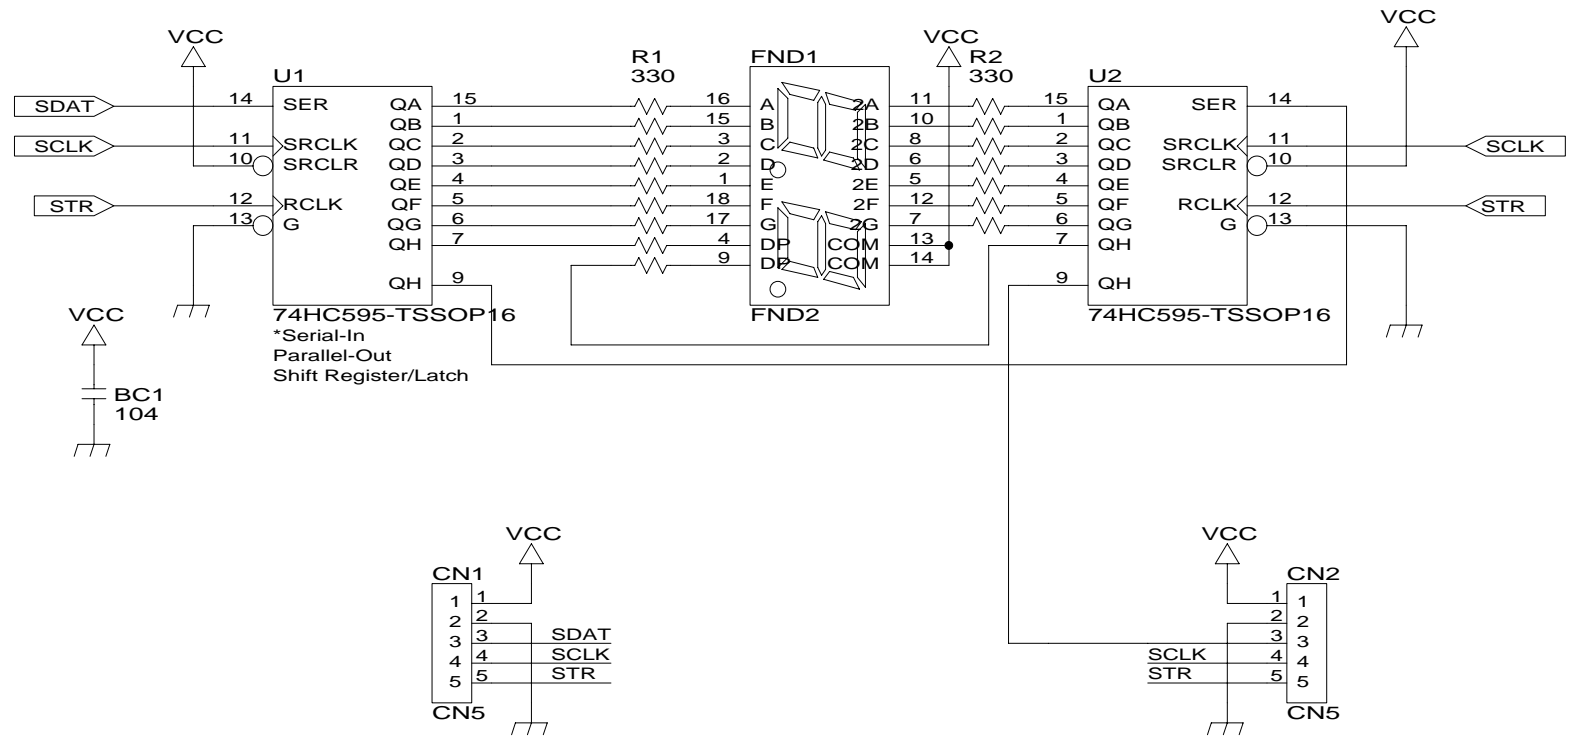 VCC
VCC
VCC
R1
330
FND1
R2
330
U1
U2
SDAT
14
SER
QA
15
16
A
2A
11
15
QA
SER
14
QB
1
15
B
2B
10
1
QB
SCLK
11
SRCLK
QC
2
3
C
2C
8
2
QC
SRCLK
11
SCLK
10
SRCLR
QD
3
2
D
2D
6
3
QD
SRCLR
10
QE
4
1
E
2E
5
4
QE
STR
12
RCLK
QF
5
18
F
2F
12
5
QF
RCLK
12
STR
13
G
QG
6
17
G
2G
7
6
QG
G
13
QH
7
4
DP
COM
13
7
QH
9
DP
COM
14
QH
9
9
QH
74HC595-TSSOP16
FND2
74HC595-TSSOP16
*Serial-In
Parallel-Out
Shift Register/Latch
VCC
BC1
104
VCC
VCC
CN1
CN2
1
1
1
1
2
2
2
2
3
3
SDAT
3
3
4
4
SCLK
SCLK
4
4
5
5
STR
STR
5
5
CN5
CN5